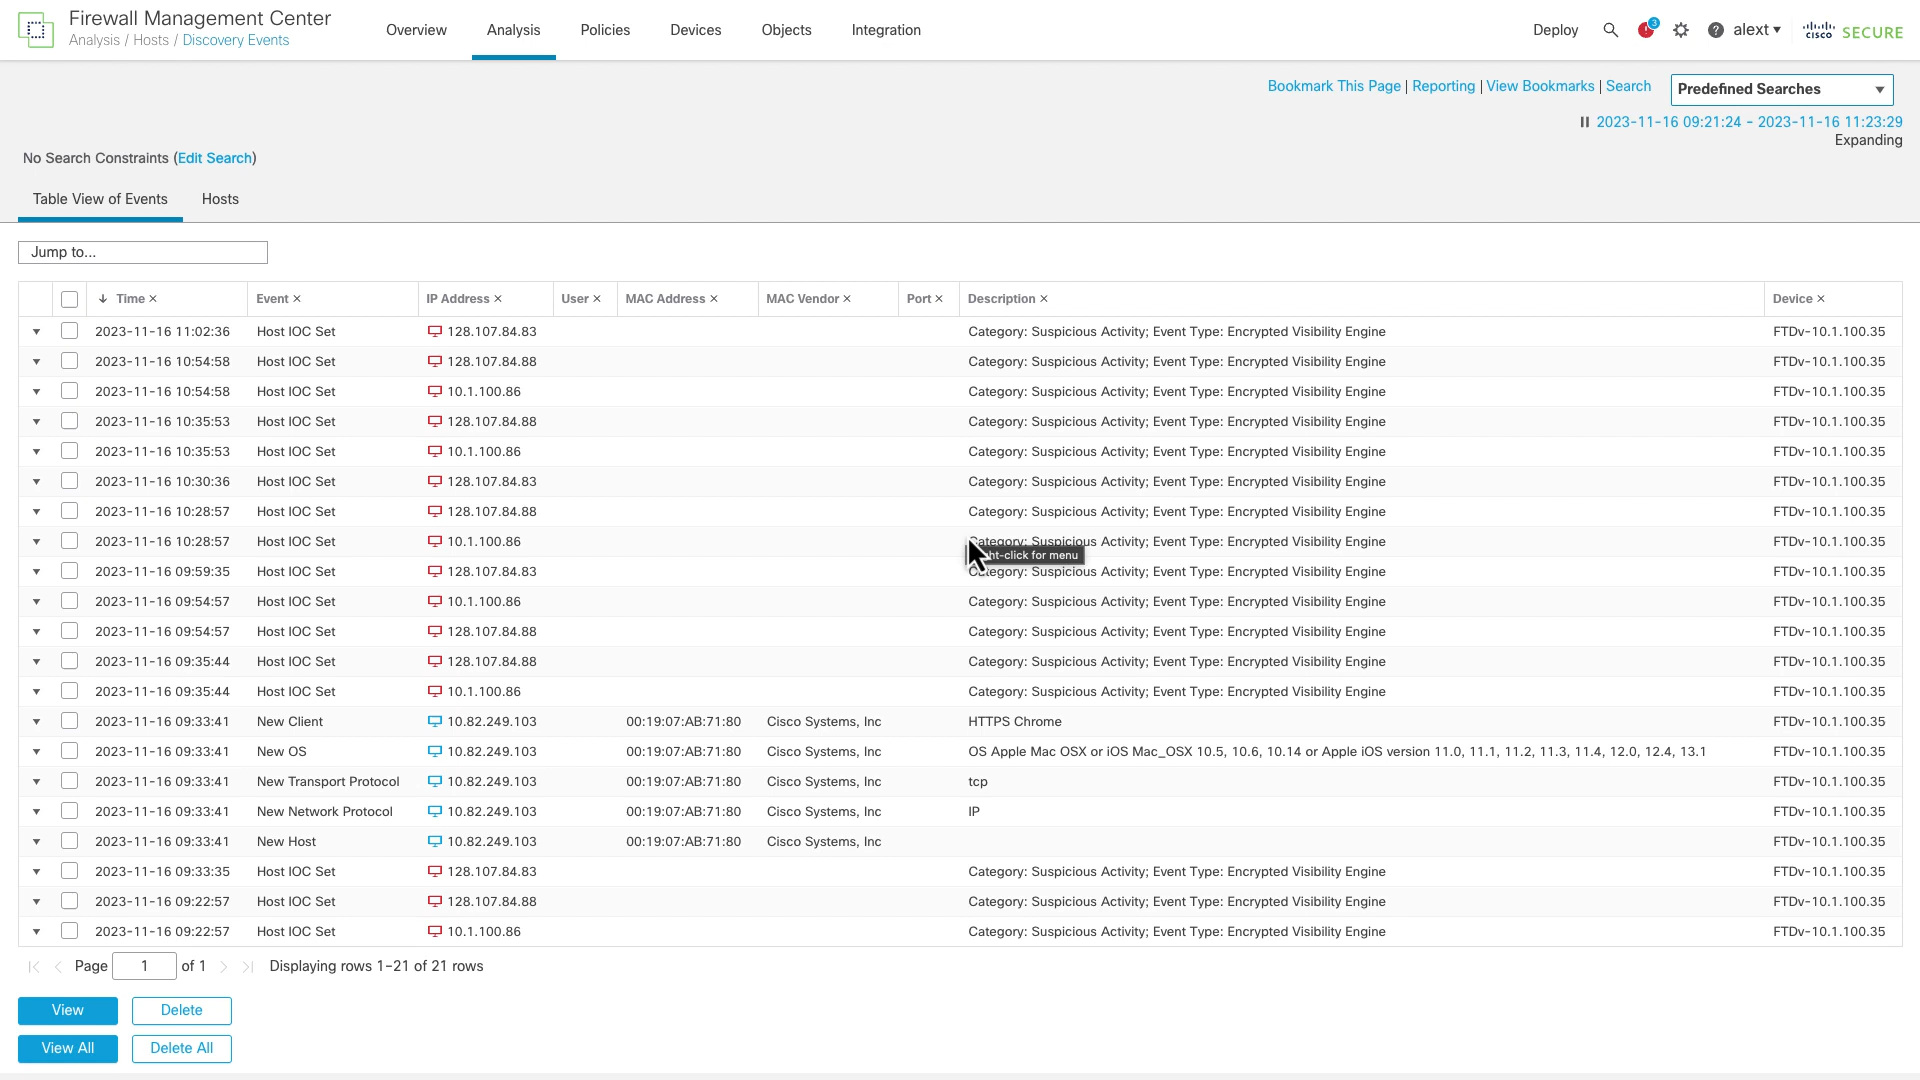 Firewall Management Center
Analysis / Hosts / Discovery Events
Overview Analysis Policies Devices Objects Integration
Deploy 3 ? alext
cisco SECURE
Bookmark This Page | Reporting | View Bookmarks | Search
Predefined Searches
2023-11-16 09:21:24 - 2023-11-16 11:23:29
Expanding
No Search Constraints (Edit Search)
Table View of Events Hosts
Jump to...
Time × Event × IP Address × User × MAC Address × MAC Vendor × Port × Description × Device ×
2023-11-16 11:02:36 Host IOC Set 128.107.84.83 Category: Suspicious Activity; Event Type: Encrypted Visibility Engine FTDv-10.1.100.35
2023-11-16 10:54:58 Host IOC Set 128.107.84.88 Category: Suspicious Activity; Event Type: Encrypted Visibility Engine FTDv-10.1.100.35
2023-11-16 10:54:58 Host IOC Set 10.1.100.86 Category: Suspicious Activity; Event Type: Encrypted Visibility Engine FTDv-10.1.100.35
2023-11-16 10:35:53 Host IOC Set 128.107.84.88 Category: Suspicious Activity; Event Type: Encrypted Visibility Engine FTDv-10.1.100.35
2023-11-16 10:35:53 Host IOC Set 10.1.100.86 Category: Suspicious Activity; Event Type: Encrypted Visibility Engine FTDv-10.1.100.35
2023-11-16 10:30:36 Host IOC Set 128.107.84.83 Category: Suspicious Activity; Event Type: Encrypted Visibility Engine FTDv-10.1.100.35
2023-11-16 10:28:57 Host IOC Set 128.107.84.88 Category: Suspicious Activity; Event Type: Encrypted Visibility Engine FTDv-10.1.100.35
2023-11-16 10:28:57 Host IOC Set 10.1.100.86 Category: Suspicious Activity; Event Type: Encrypted Visibility Engine FTDv-10.1.100.35
ht-click for menu
2023-11-16 09:59:35 Host IOC Set 128.107.84.83 Category: Suspicious Activity; Event Type: Encrypted Visibility Engine FTDv-10.1.100.35
2023-11-16 09:54:57 Host IOC Set 10.1.100.86 Category: Suspicious Activity; Event Type: Encrypted Visibility Engine FTDv-10.1.100.35
2023-11-16 09:54:57 Host IOC Set 128.107.84.88 Category: Suspicious Activity; Event Type: Encrypted Visibility Engine FTDv-10.1.100.35
2023-11-16 09:35:44 Host IOC Set 128.107.84.88 Category: Suspicious Activity; Event Type: Encrypted Visibility Engine FTDv-10.1.100.35
2023-11-16 09:35:44 Host IOC Set 10.1.100.86 Category: Suspicious Activity; Event Type: Encrypted Visibility Engine FTDv-10.1.100.35
2023-11-16 09:33:41 New Client 10.82.249.103 00:19:07:AB:71:80 Cisco Systems, Inc HTTPS Chrome FTDv-10.1.100.35
2023-11-16 09:33:41 New OS 10.82.249.103 00:19:07:AB:71:80 Cisco Systems, Inc OS Apple Mac OSX or iOS Mac_OSX 10.5, 10.6, 10.14 or Apple iOS version 11.0, 11.1, 11.2, 11.3, 11.4, 12.0, 12.4, 13.1 FTDv-10.1.100.35
2023-11-16 09:33:41 New Transport Protocol 10.82.249.103 00:19:07:AB:71:80 Cisco Systems, Inc tcp FTDv-10.1.100.35
2023-11-16 09:33:41 New Network Protocol 10.82.249.103 00:19:07:AB:71:80 Cisco Systems, Inc IP FTDv-10.1.100.35
2023-11-16 09:33:41 New Host 10.82.249.103 00:19:07:AB:71:80 Cisco Systems, Inc FTDv-10.1.100.35
2023-11-16 09:33:35 Host IOC Set 128.107.84.83 Category: Suspicious Activity; Event Type: Encrypted Visibility Engine FTDv-10.1.100.35
2023-11-16 09:22:57 Host IOC Set 128.107.84.88 Category: Suspicious Activity; Event Type: Encrypted Visibility Engine FTDv-10.1.100.35
2023-11-16 09:22:57 Host IOC Set 10.1.100.86 Category: Suspicious Activity; Event Type: Encrypted Visibility Engine FTDv-10.1.100.35
Page 1 of 1 Displaying rows 1-21 of 21 rows
View Delete
View All Delete All